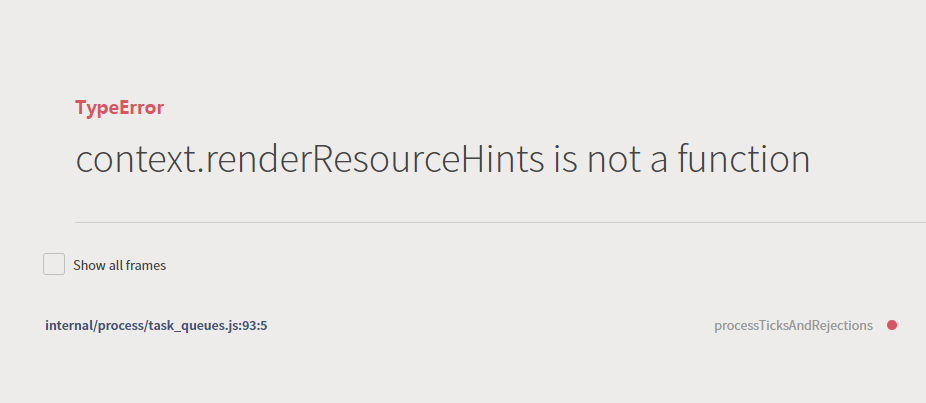 TypeError
context.renderResourceHints is not a function
Show all frames
internal/process/task_queues.js:93:5 processTicksAndRejections